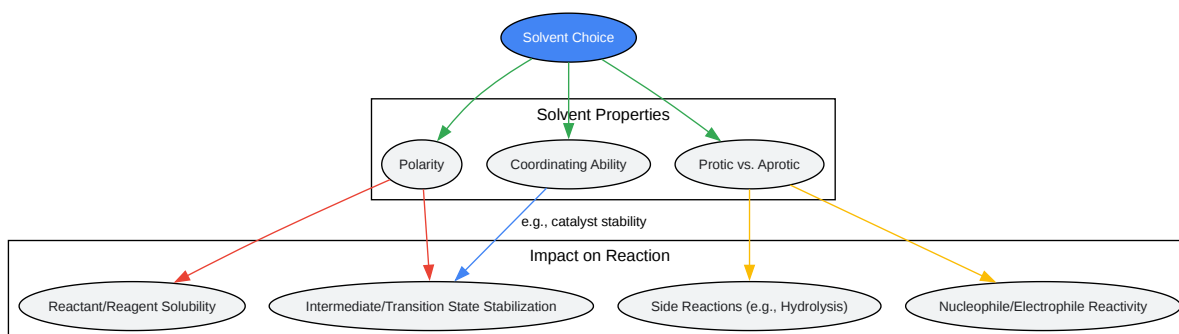 Solvent Choice
Solvent Properties
Polarity
Coordinating Ability
Protic vs. Aprotic
e.g., catalyst stability
Impact on Reaction
Reactant/Reagent Solubility
Intermediate/Transition State Stabilization
Side Reactions (e.g., Hydrolysis)
Nucleophile/Electrophile Reactivity